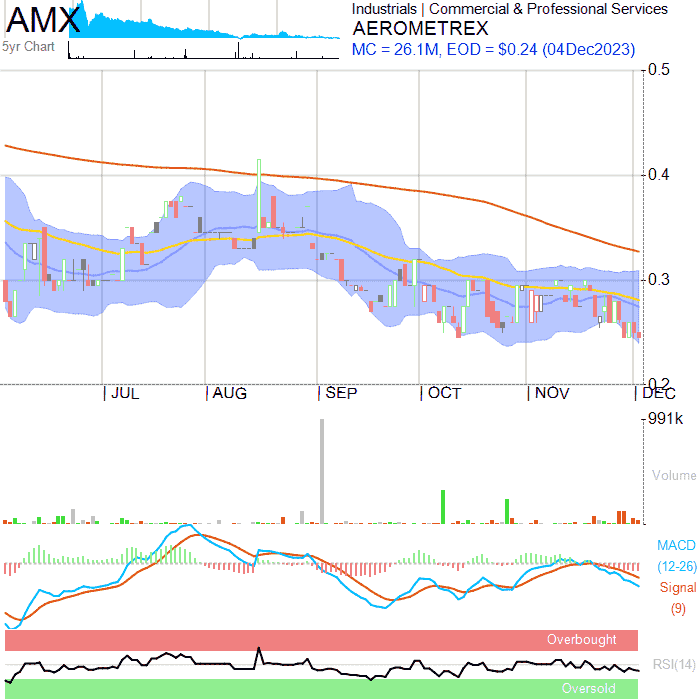 AMX
5yr Chart
Industrials | Commercial & Professional Services
AEROMETREX
MC = 26.1M, EOD = $0.24 (04Dec2023)
0.5
0.4
0.3
0.2
JUL
AUG
SEP
OCT
NOV
DEC
991k
Volume
MACD
(12-26)
Signal
(9)
Overbought
RSI(14)
Oversold